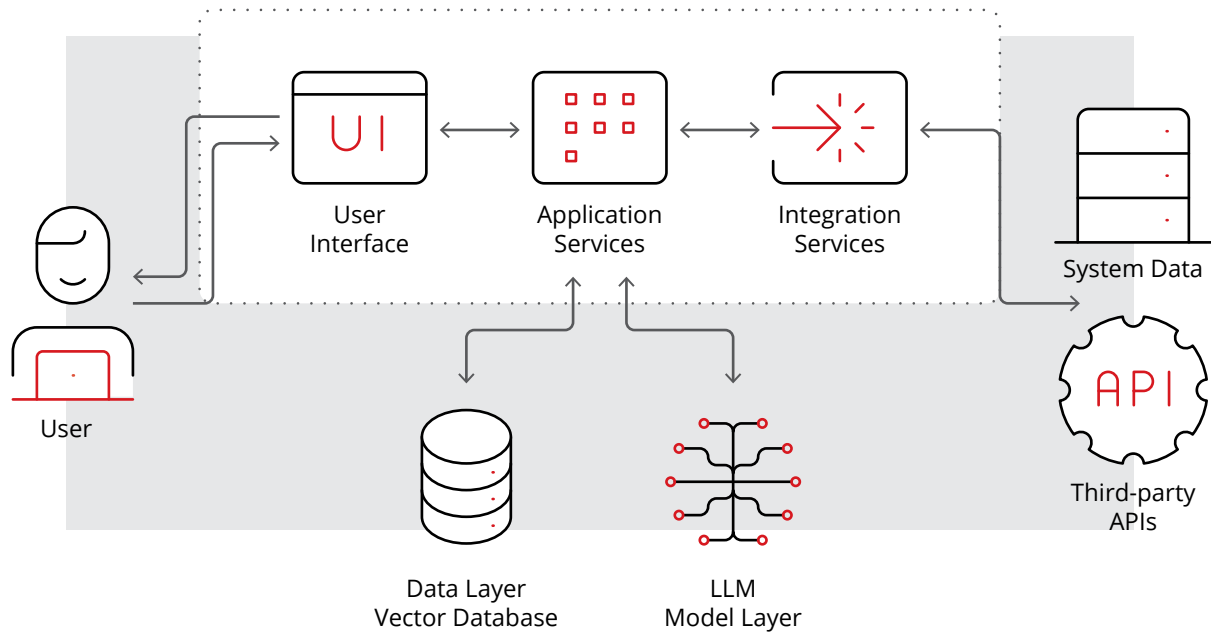 UI
User
Interface
Application
Services
Integration
Services
System Data
User
API
Third-party
APIs
Data Layer
Vector Database
LLM
Model Layer